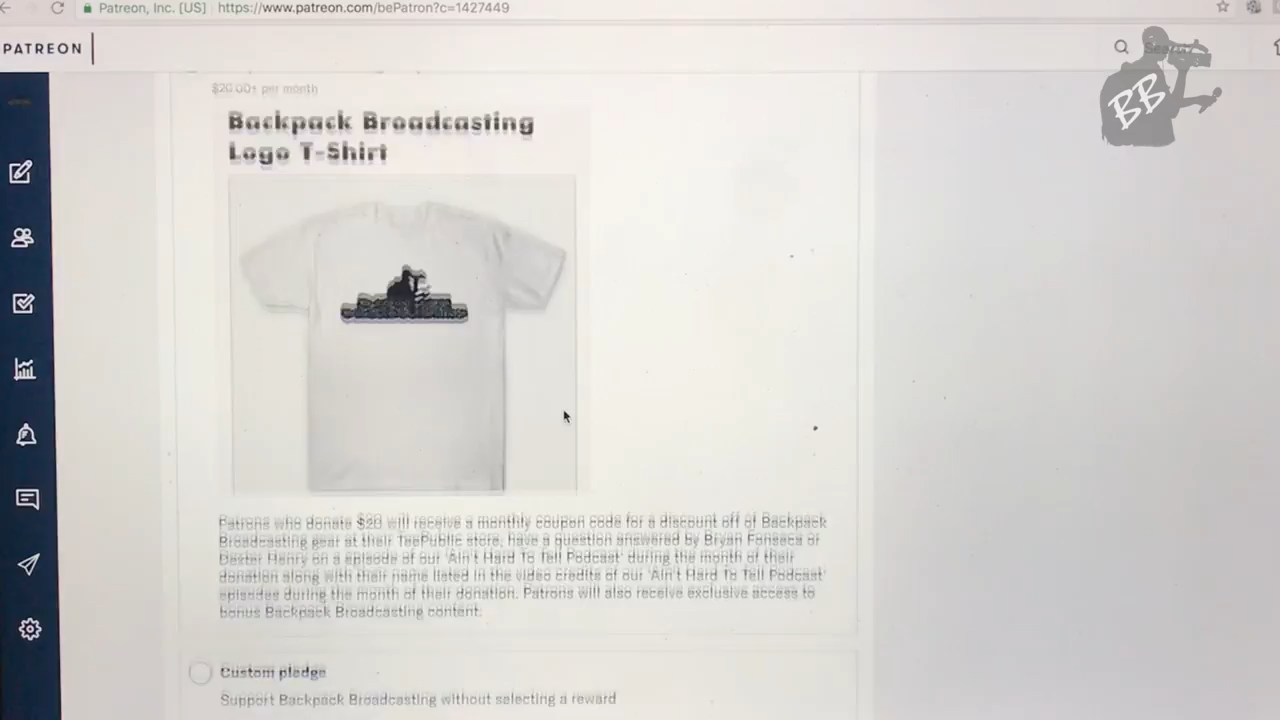 Patreon, Inc. [US]
https://www.patreon.com/bePatron?c=1427449
PATREON
Search
BB
$20.00+ per month
Backpack Broadcasting
Logo T-Shirt
Patrons who donate $20 will receive a monthly coupon code for a discount off of Backpack
Broadcasting gear at their TeePublic store, have a question answered by Bryan Fonseca or
Dexter Henry on a episode of our 'Ain't Hard To Tell Podcast' during the month of their
donation along with their name listed in the video credits of our 'Ain't Hard To Tell Podcast'
episodes during the month of their donation. Patrons will also receive exclusive access to
bonus Backpack Broadcasting content.
Custom pledge
Support Backpack Broadcasting without selecting a reward